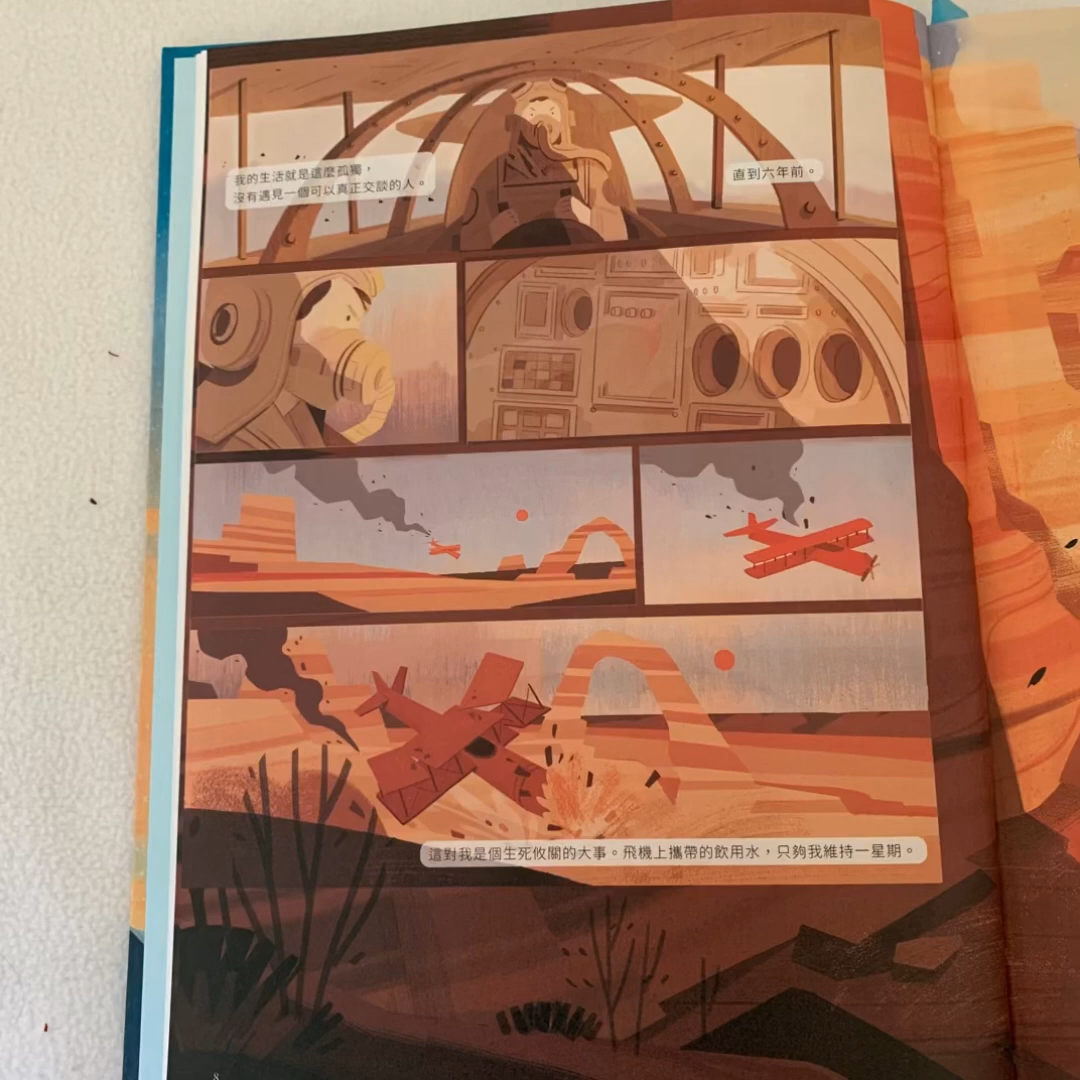 我的生活就是這麼孤獨，
沒有遇見一個可以真正交談的人。
直到六年前。
這對我是個生死攸關的大事。飛機上攜帶的飲用水，只夠我維持一星期。
8